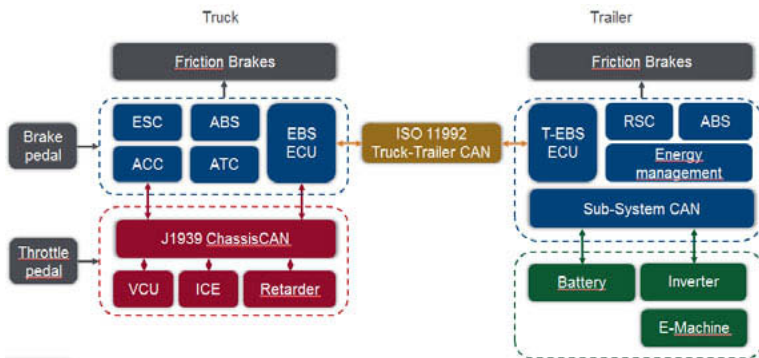 Truck
Trailer
Friction Brakes
Friction Brakes
Brake
pedal
ESC
ABS
EBS
ECU
ACC
ATC
ISO 11992
Truck-Trailer CAN
T-EBS
ECU
RSC
ABS
Energy
management
Sub-System CAN
Throttle
pedal
J1939 ChassisCAN
VCU
ICE
Retarder
Battery
Inverter
E-Machine